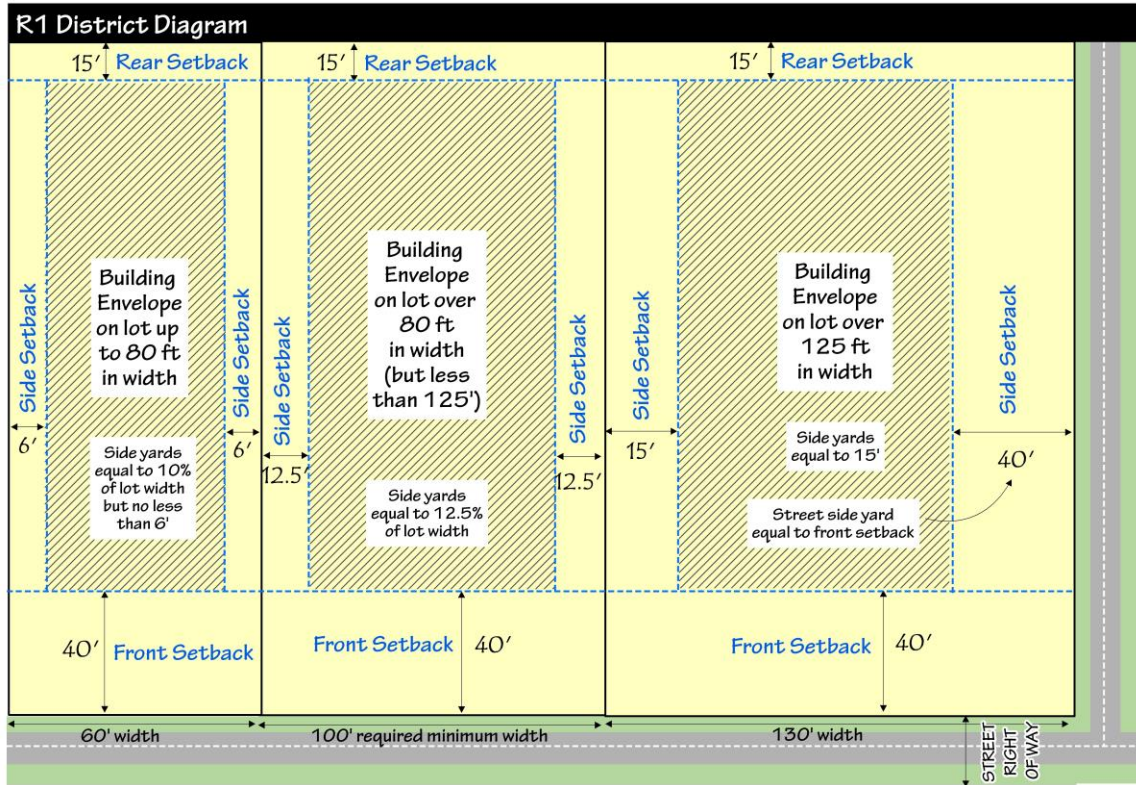 R1 District Diagram
15'
Rear Setback
15'
Rear Setback
15'
Rear Setback
Side Setback
6'
Building
Envelope
on lot up
to 80 ft
in width
Side yards
equal to 10%
of lot width
but no less
than 6'
Side Setback
6'
Side Setback
12.5'
Building
Envelope
on lot over
80 ft
in width
(but less
than 125')
Side yards
equal to 12.5%
of lot width
Side Setback
12.5'
Side Setback
15'
Building
Envelope
on lot over
125 ft
in width
Side yards
equal to 15'
Street side yard
equal to front setback
Side Setback
40'
40'
Front Setback
Front Setback
40'
Front Setback
40'
60' width
100' required minimum width
130' width
STREET
RIGHT
OF WAY